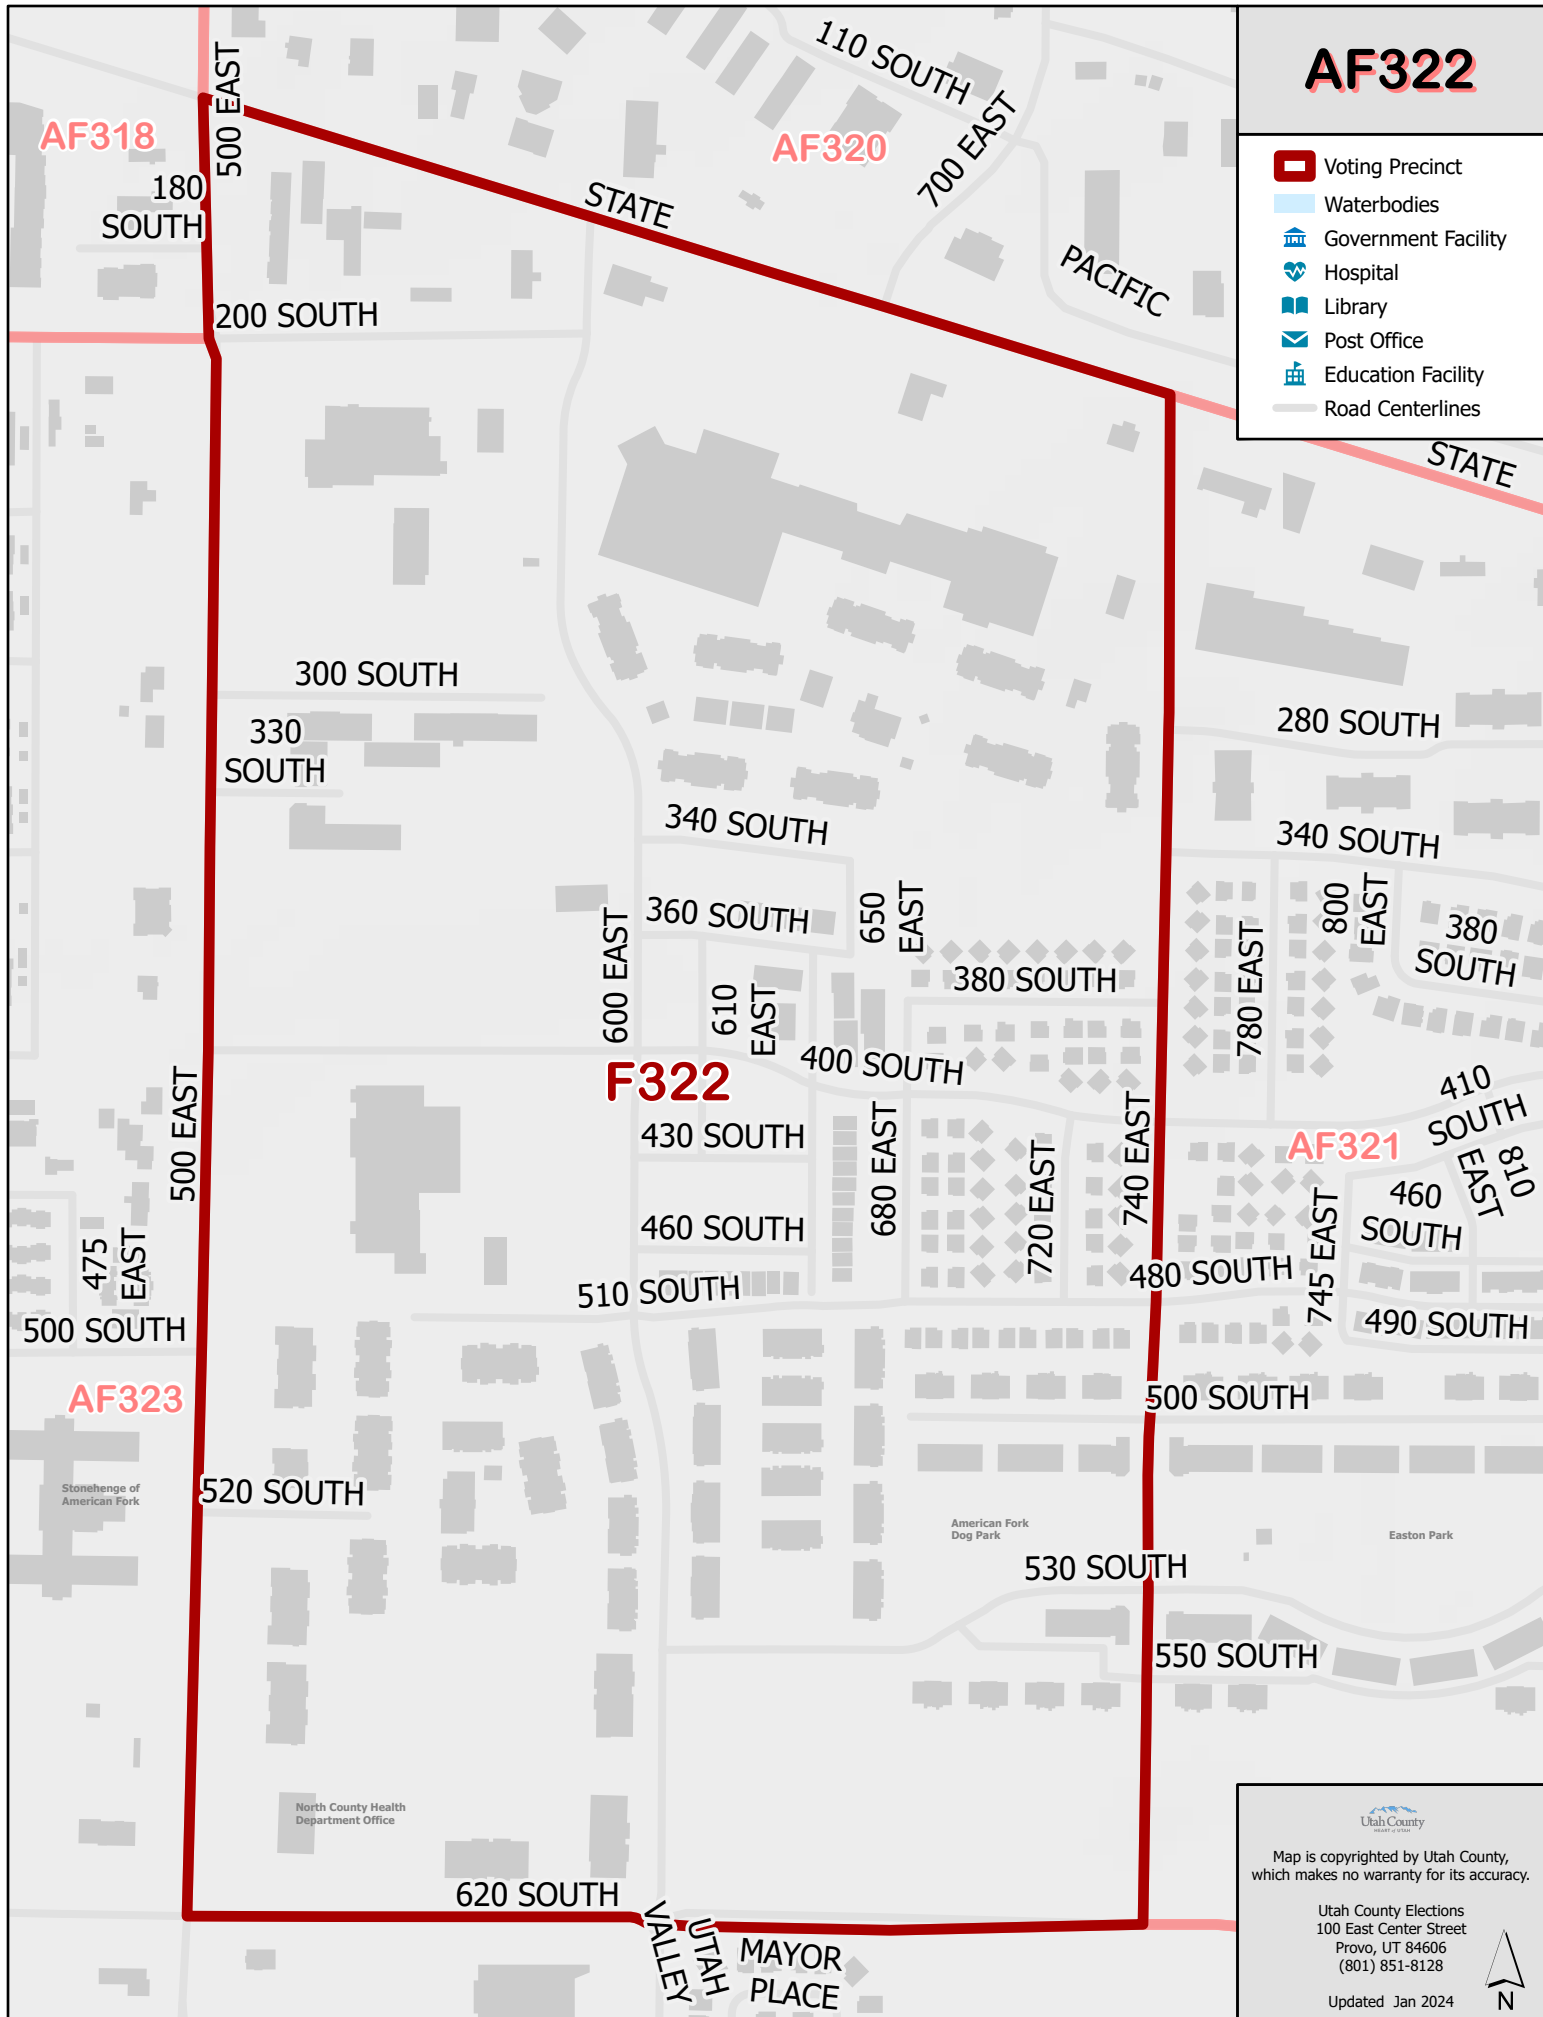 AF322
Voting Precinct
Waterbodies
Government Facility
Hospital
Library
Post Office
Education Facility
Road Centerlines
500 EAST
110 SOUTH
AF318
AF320
700 EAST
180
SOUTH
STATE
PACIFIC
200 SOUTH
STATE
300 SOUTH
330
SOUTH
280 SOUTH
340 SOUTH
340 SOUTH
360 SOUTH
650
EAST
800
EAST
380
SOUTH
600 EAST
610
EAST
380 SOUTH
780 EAST
400 SOUTH
F322
410
SOUTH
500 EAST
430 SOUTH
680 EAST
720 EAST
740 EAST
AF321
810
EAST
460
SOUTH
460 SOUTH
475
EAST
745 EAST
480 SOUTH
510 SOUTH
500 SOUTH
490 SOUTH
AF323
500 SOUTH
Stonehenge of
American Fork
520 SOUTH
American Fork
Dog Park
Easton Park
530 SOUTH
550 SOUTH
North County Health
Department Office
620 SOUTH
UTAH
VALLEY
MAYOR
PLACE
Utah County
HEART of UTAH
Map is copyrighted by Utah County,
which makes no warranty for its accuracy.
Utah County Elections
100 East Center Street
Provo, UT 84606
(801) 851-8128
Updated Jan 2024
N